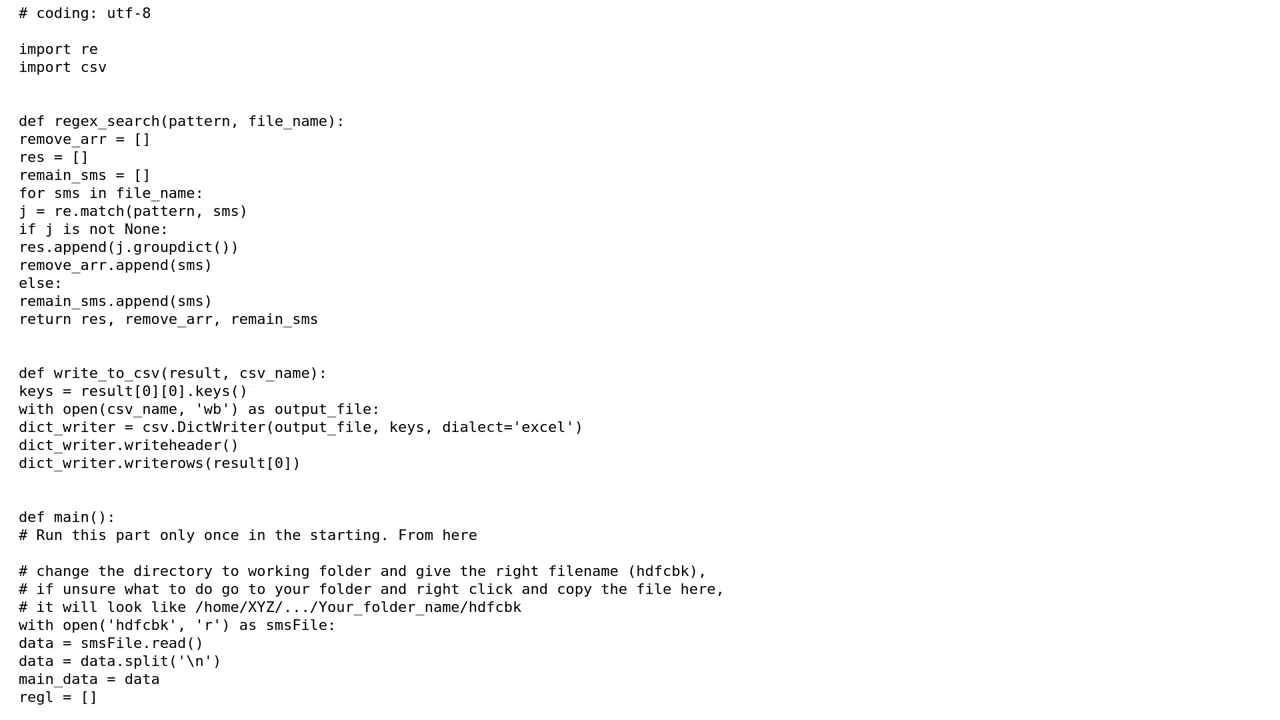 # coding: utf-8
import re
import csv
def regex_search(pattern, file_name):
remove_arr = []
res = []
remain_sms = []
for sms in file_name:
j = re.match(pattern, sms)
if j is not None:
res.append(j.groupdict())
remove_arr.append(sms)
else:
remain_sms.append(sms)
return res, remove_arr, remain_sms
def write_to_csv(result, csv_name):
keys = result[0][0].keys()
with open(csv_name, 'wb') as output_file:
dict_writer = csv.DictWriter(output_file, keys, dialect='excel')
dict_writer.writeheader()
dict_writer.writerows(result[0])
def main():
# Run this part only once in the starting. From here
# change the directory to working folder and give the right filename (hdfcbk),
# if unsure what to do go to your folder and right click and copy the file here,
# it will look like /home/XYZ/.../Your_folder_name/hdfcbk
with open('hdfcbk', 'r') as smsFile:
data = smsFile.read()
data = data.split('\n')
main_data = data
regl = []